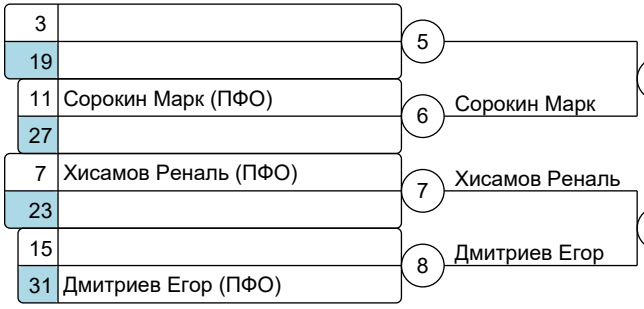 3
19
5
11 Сорокин Марк (ПФО)
27
6 Сорокин Марк
7 Хисамов Реналь (ПФО)
23
7 Хисамов Реналь
15
31 Дмитриев Егор (ПФО)
8 Дмитриев Егор